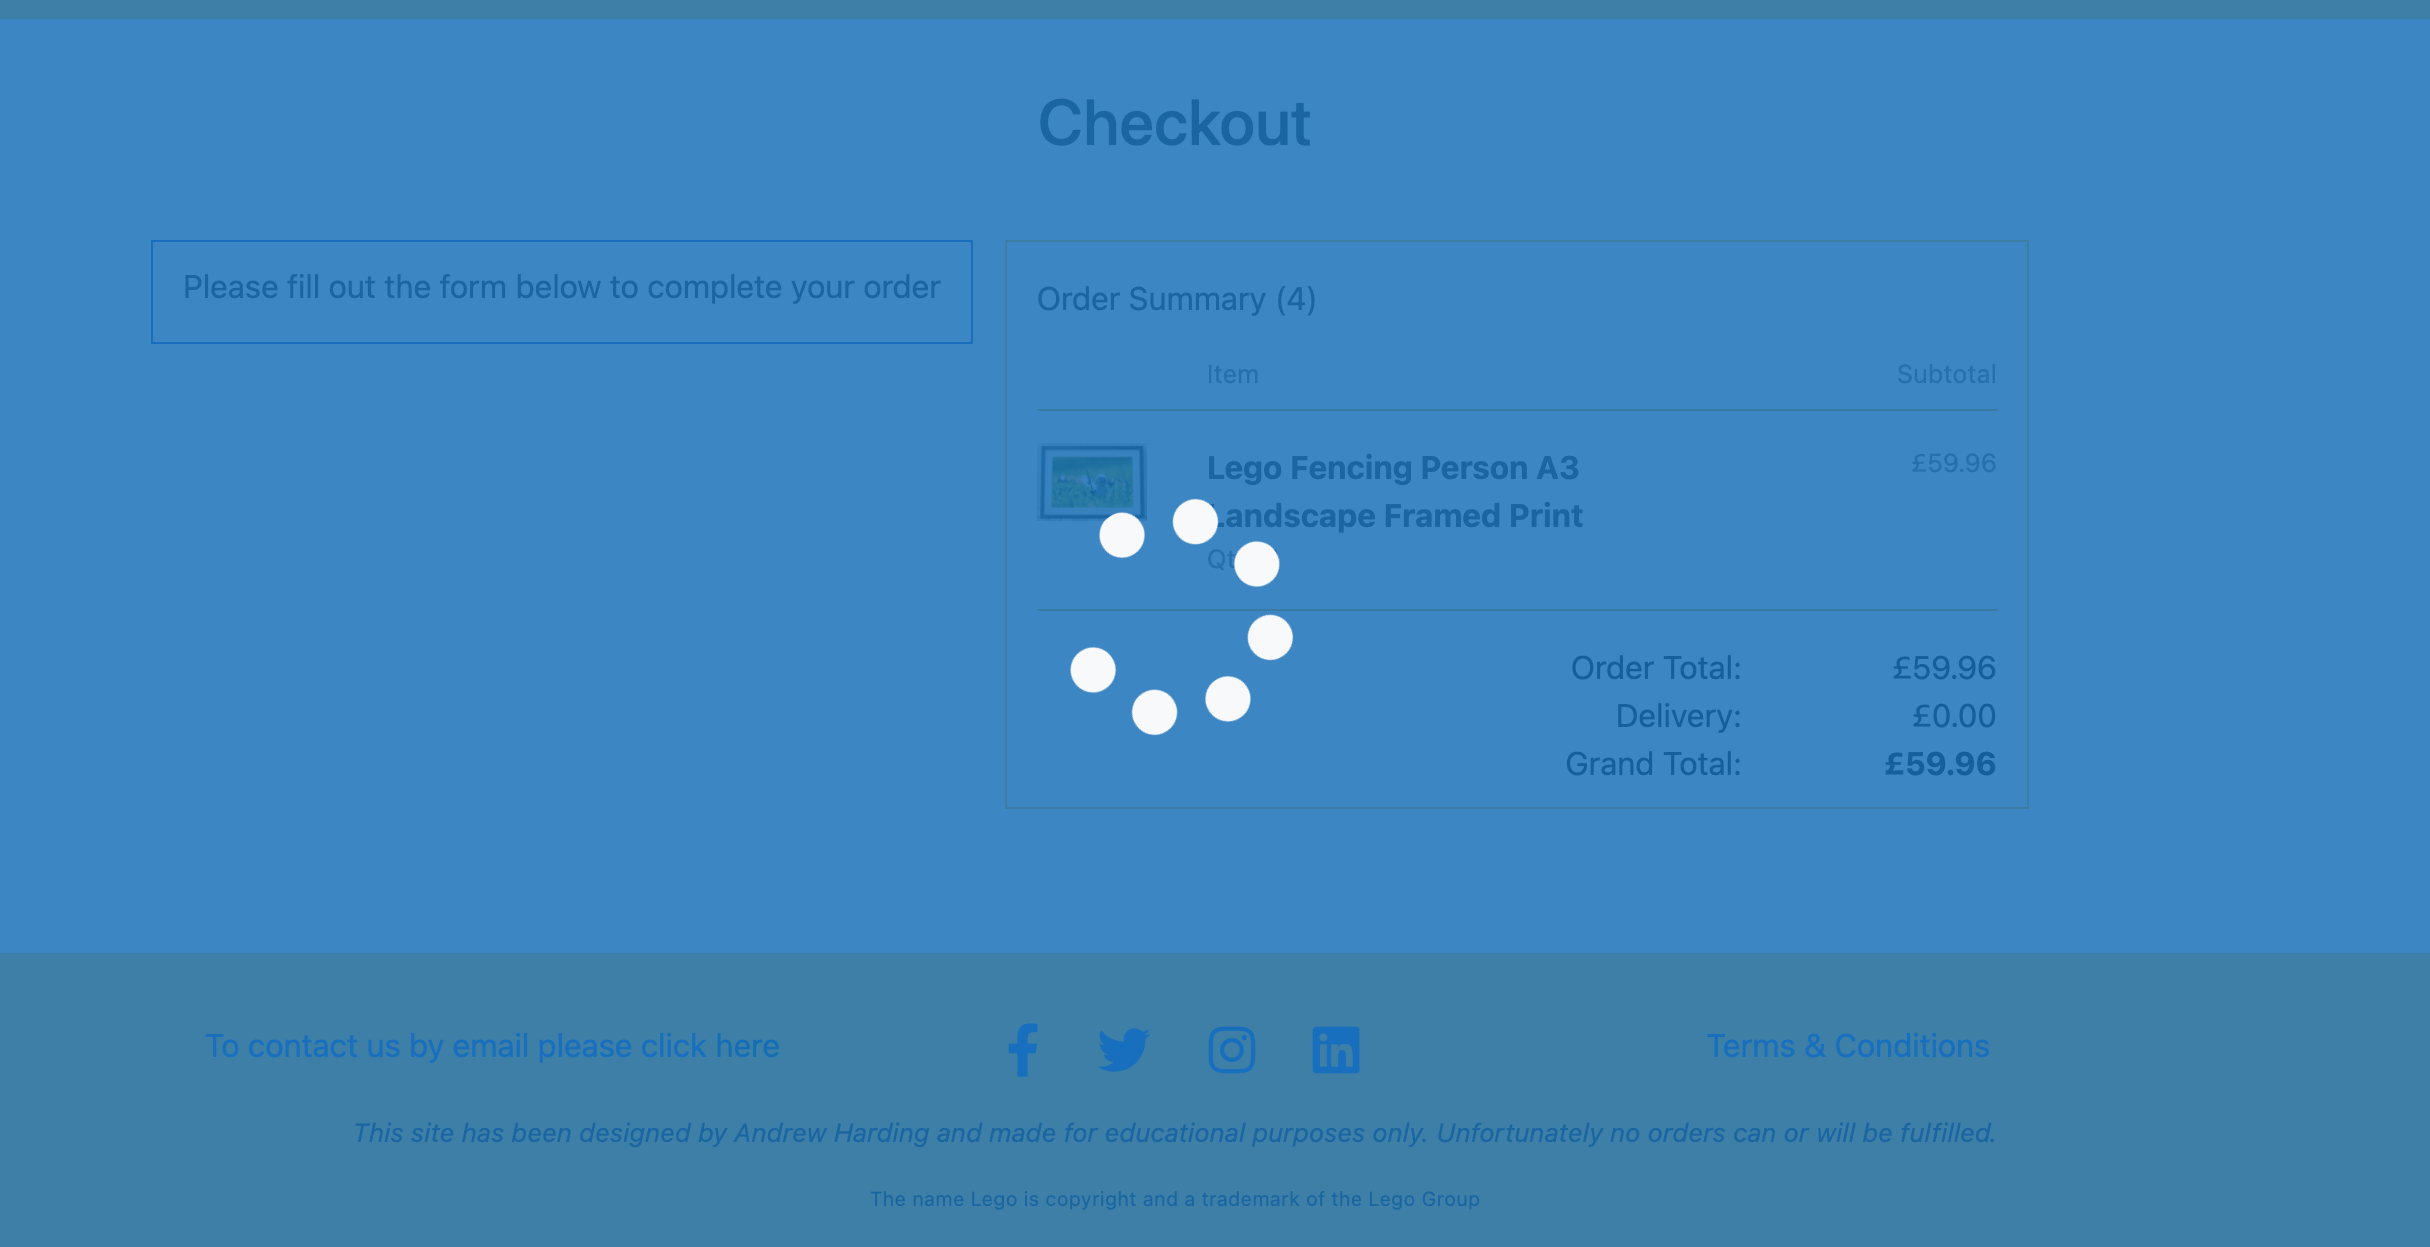 Checkout
Please fill out the form below to complete your order
Order Summary (4)
Item Subtotal
Lego Fencing Person A3 £59.96
Landscape Framed Print
Order Total: £59.96
Delivery: £0.00
Grand Total: £59.96
To contact us by email please click here Terms & Conditions
This site has been designed by Andrew Harding and made for educational purposes only. Unfortunately no orders can or will be fulfilled.
The name Lego is copyright and a trademark of the Lego Group